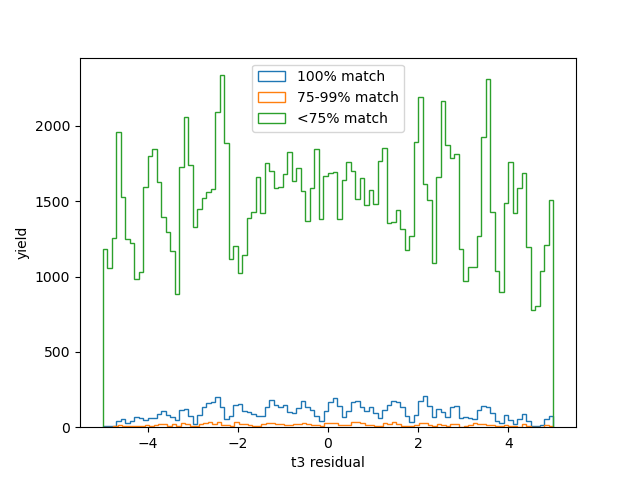 100% match
75-99% match
<75% match
2000
1500
1000
500
0
yield
−4
−2
0
2
4
t3 residual